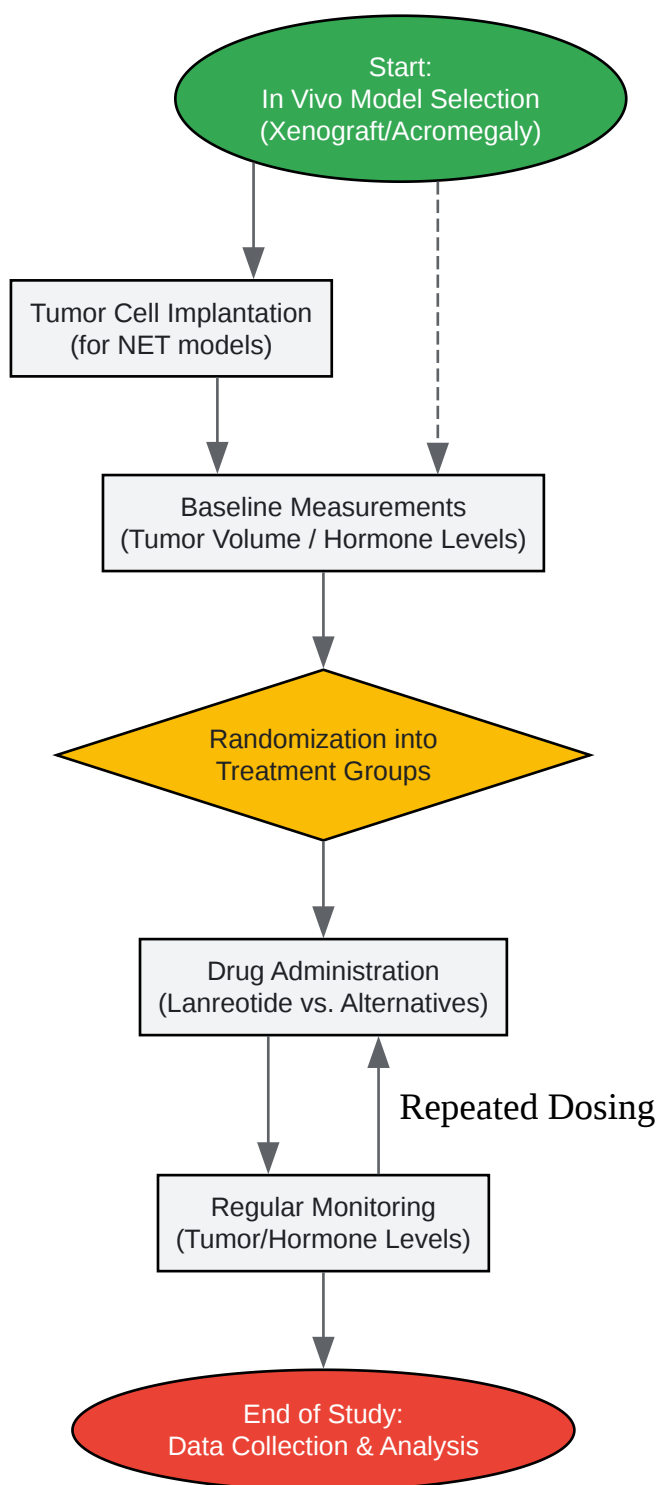 Start:
In Vivo Model Selection
(Xenograft/Acromegaly)
Tumor Cell Implantation
(for NET models)
Baseline Measurements
(Tumor Volume / Hormone Levels)
Randomization into
Treatment Groups
Drug Administration
(Lanreotide vs. Alternatives)
Repeated Dosing
Regular Monitoring
(Tumor/Hormone Levels)
End of Study:
Data Collection & Analysis